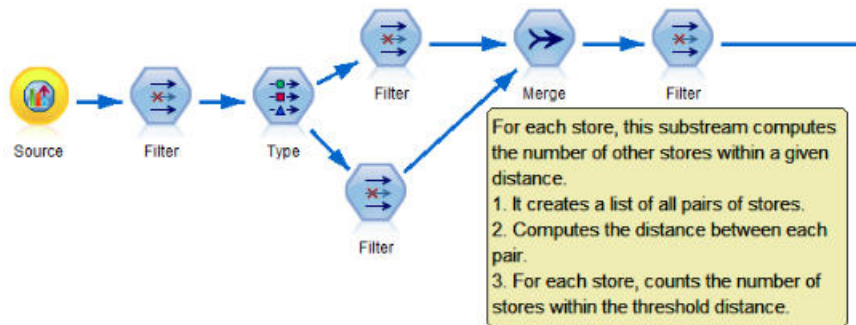 Filter
Merge
Filter
Source
Filter
Type
Filter
For each store, this substream computes
the number of other stores within a given
distance.
1. It creates a list of all pairs of stores.
2. Computes the distance between each
pair.
3. For each store, counts the number of
stores within the threshold distance.